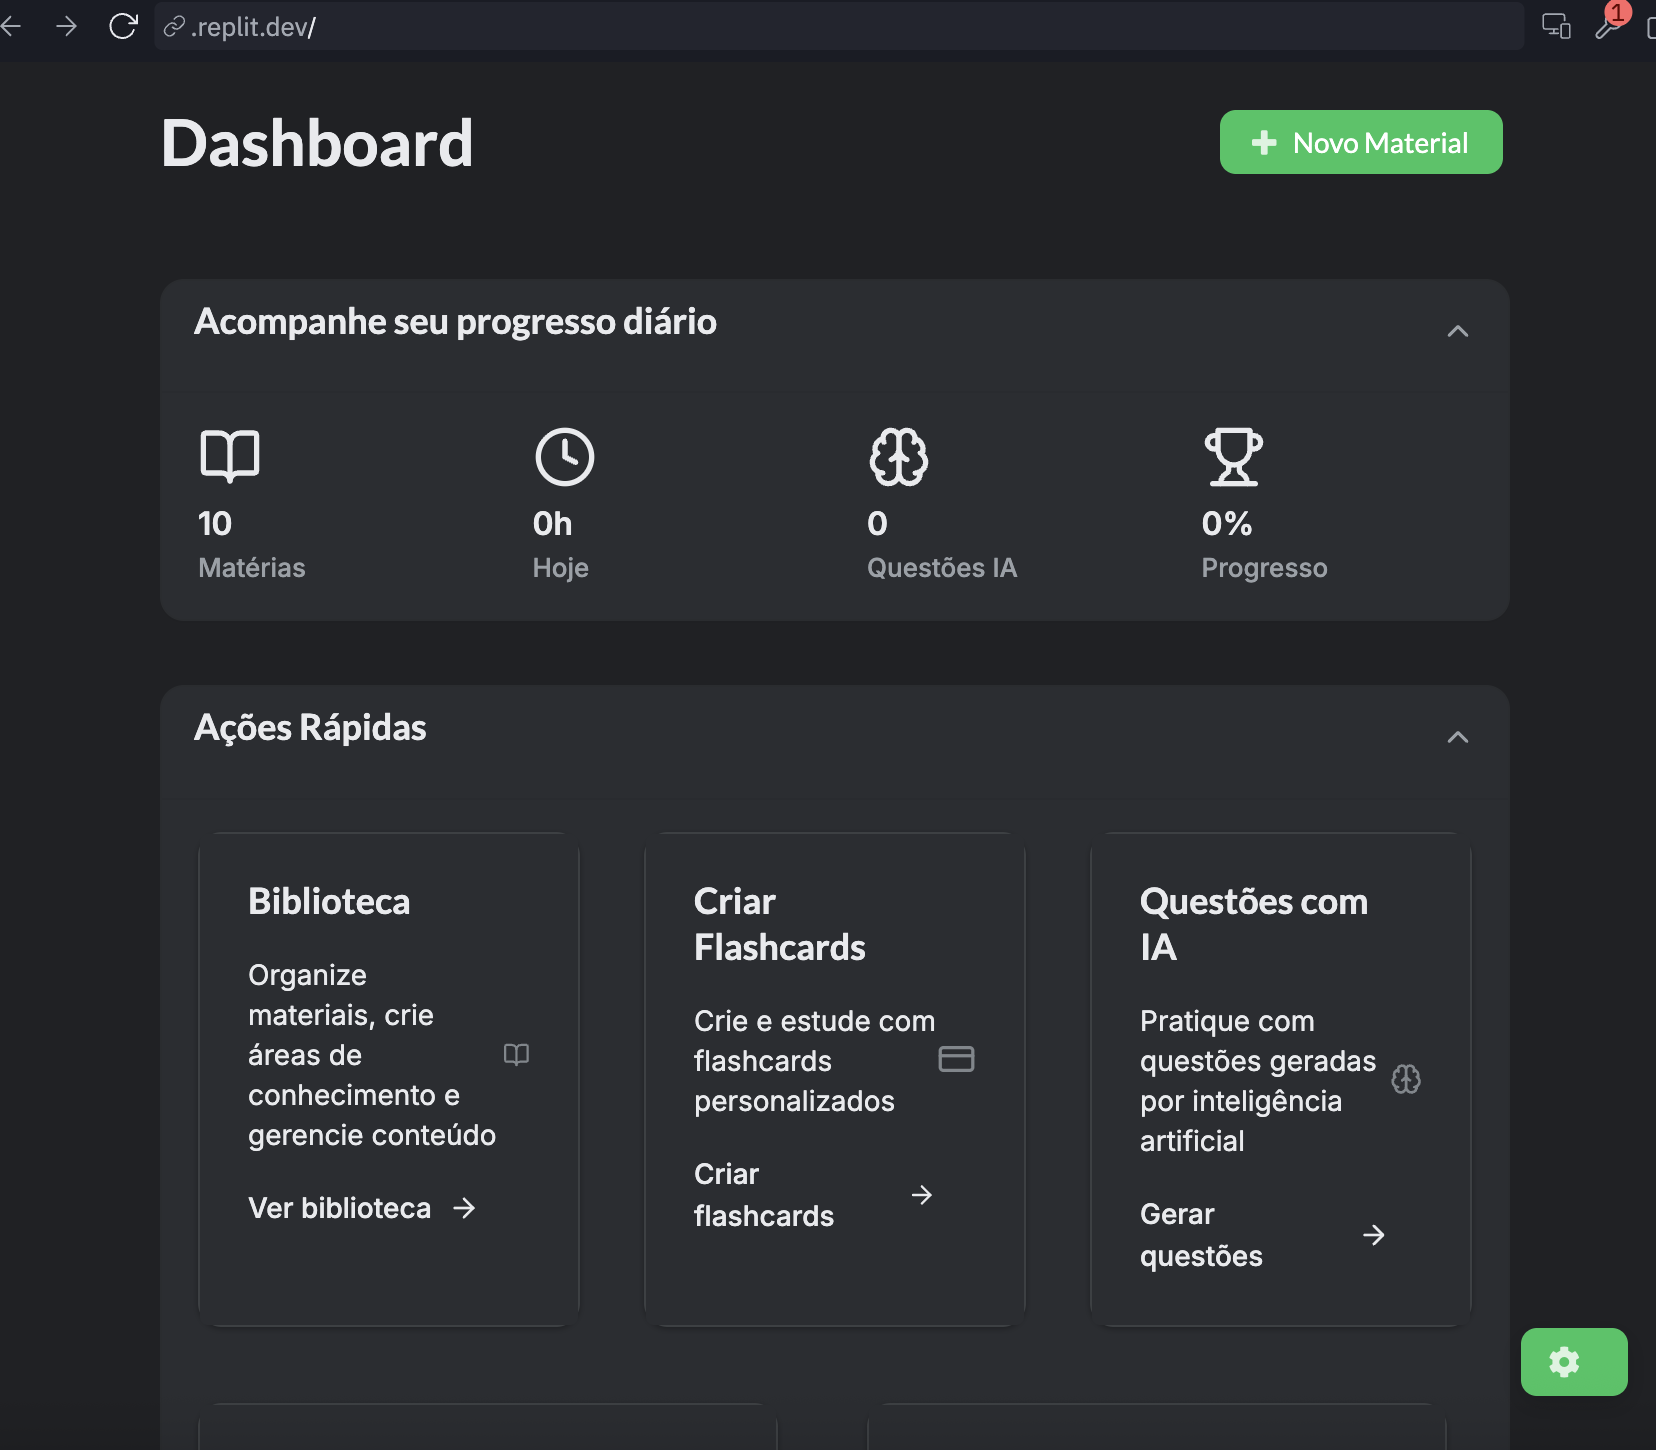 .replit.dev/
1
Dashboard
Novo Material
Acompanhe seu progresso diário
10
Matérias
0h
Hoje
0
Questões IA
0%
Progresso
Ações Rápidas
Biblioteca
Organize
materiais, crie
áreas de
conhecimento e
gerencie conteúdo
Ver biblioteca
Criar
Flashcards
Crie e estude com
flashcards
personalizados
Criar
flashcards
Questões com
IA
Pratique com
questões geradas
por inteligência
artificial
Gerar
questões